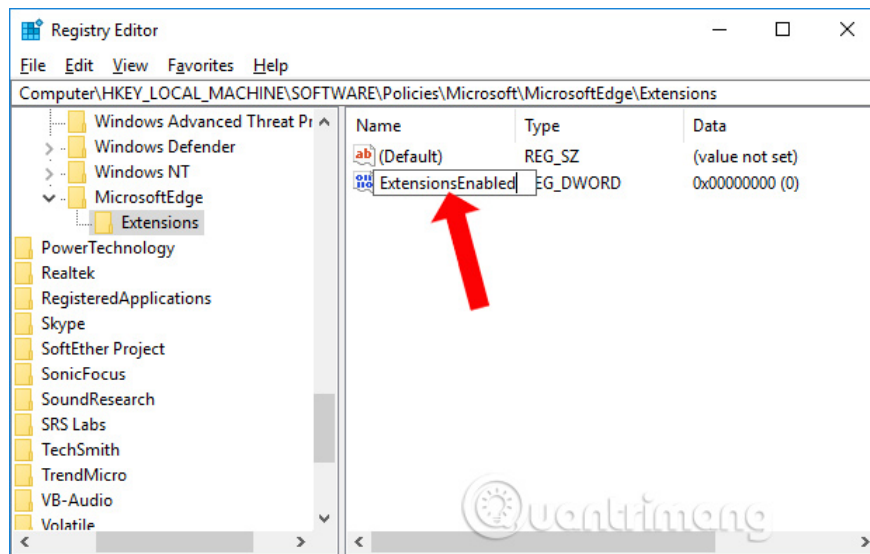 Registry Editor
File Edit View Favorites Help
Computer\HKEY_LOCAL_MACHINE\SOFTWARE\Policies\Microsoft\MicrosoftEdge\Extensions
Windows Advanced Threat Pr
Windows Defender
Windows NT
MicrosoftEdge
Extensions
PowerTechnology
Realtek
RegisteredApplications
Skype
SoftEther Project
SonicFocus
SoundResearch
SRS Labs
TechSmith
TrendMicro
VB-Audio
Volatile
Name Type Data
ab (Default) REG_SZ (value not set)
ExtensionsEnabled EG_DWORD 0x00000000 (0)
Quantrimang